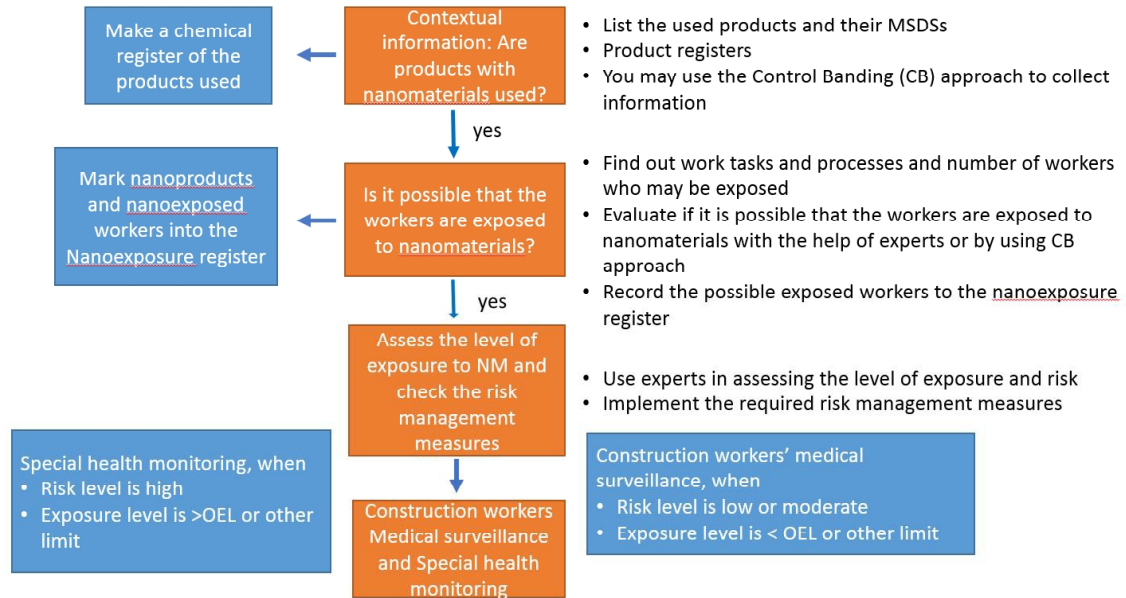 Make a chemical
register of the
products used
Contextual
information: Are
products with
nanomaterials used?
• List the used products and their MSDSs
• Product registers
• You may use the Control Banding (CB) approach to collect
information
yes
Mark nanoproducts
and nanoexposed
workers into the
Nanoexposure register
Is it possible that the
workers are exposed
to nanomaterials?
• Find out work tasks and processes and number of workers
who may be exposed
• Evaluate if it is possible that the workers are exposed to
nanomaterials with the help of experts or by using CB
approach
• Record the possible exposed workers to the nanoexposure
register
yes
Assess the level of
exposure to NM and
check the risk
management
measures
• Use experts in assessing the level of exposure and risk
• Implement the required risk management measures
Special health monitoring, when
• Risk level is high
• Exposure level is >OEL or other
limit
Construction workers
Medical surveillance
and Special health
monitoring
Construction workers’ medical
surveillance, when
• Risk level is low or moderate
• Exposure level is < OEL or other limit